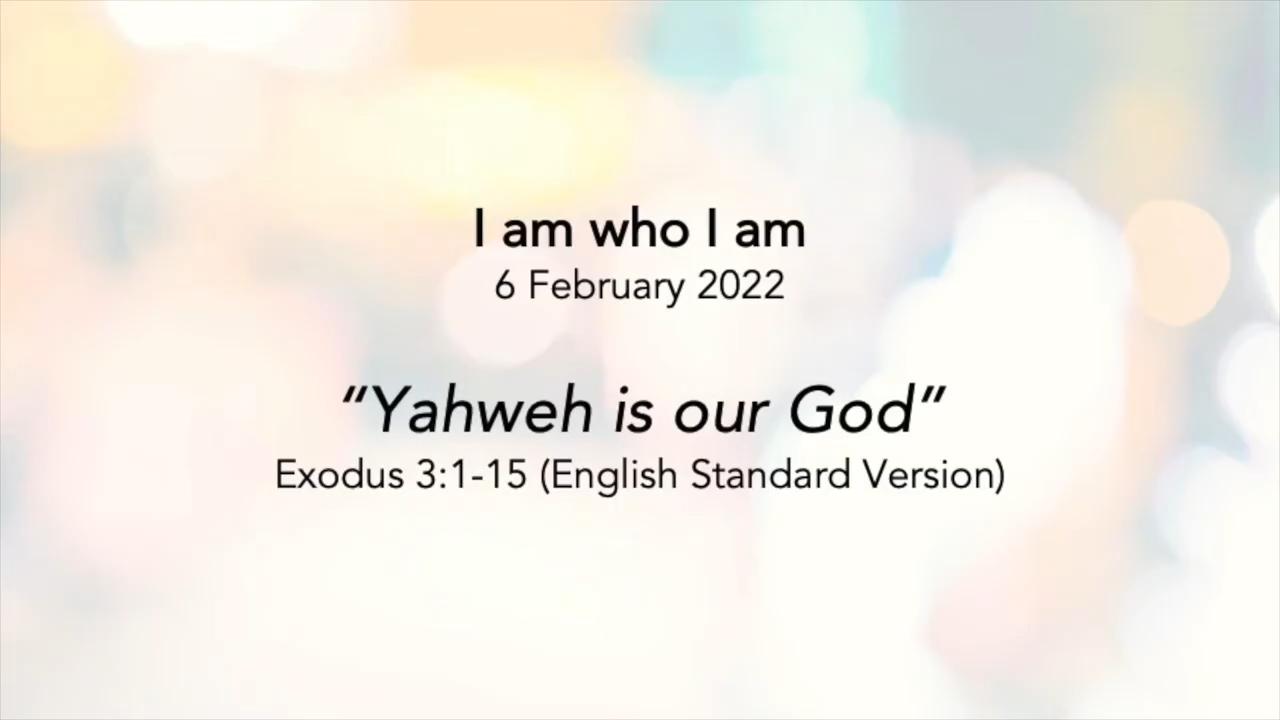 I am who I am
6 February 2022
“Yahweh is our God”
Exodus 3:1-15 (English Standard Version)